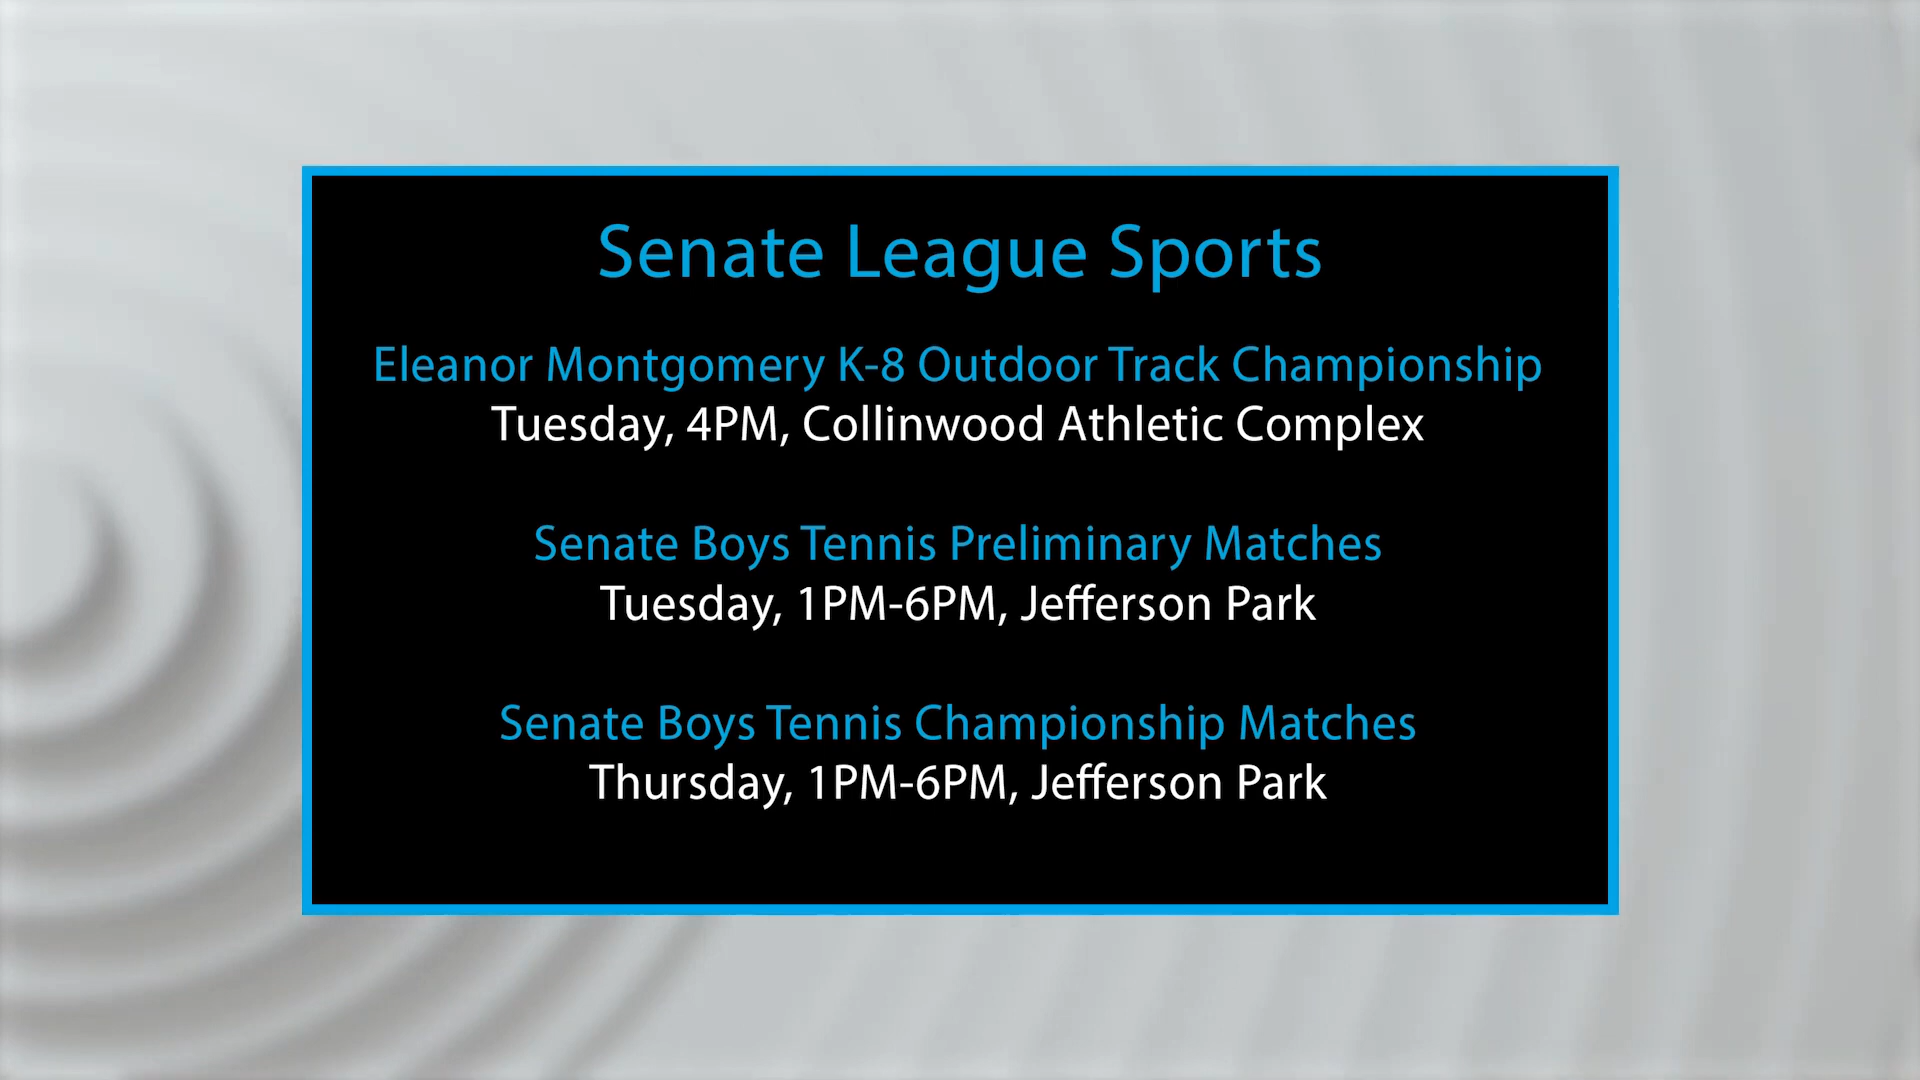 Senate League Sports
Eleanor Montgomery K-8 Outdoor Track Championship
Tuesday, 4PM, Collinwood Athletic Complex
Senate Boys Tennis Preliminary Matches
Tuesday, 1PM-6PM, Jefferson Park
Senate Boys Tennis Championship Matches
Thursday, 1PM-6PM, Jefferson Park